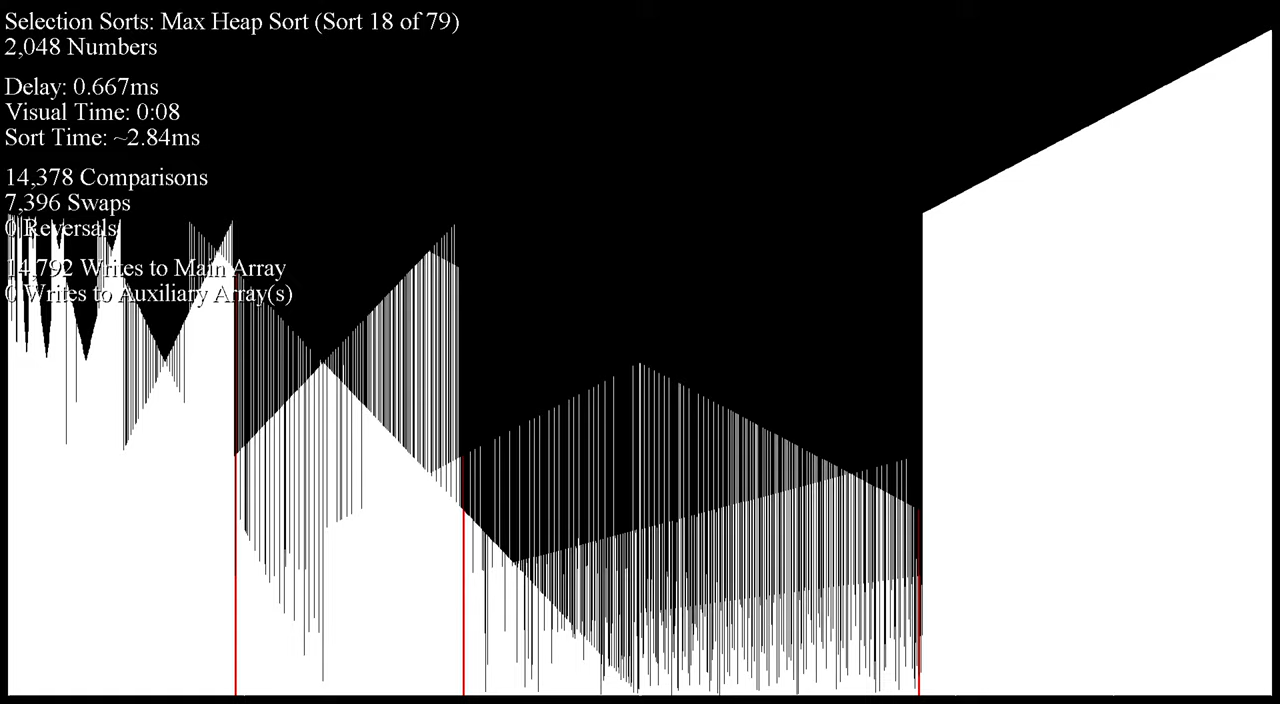 Selection Sorts: Max Heap Sort (Sort 18 of 79)
2,048 Numbers
Delay: 0.667ms
Visual Time: 0:08
Sort Time: ~2.84ms
14,378 Comparisons
7,396 Swaps
0 Reversals
14,792 Writes to Main Array
0 Writes to Auxiliary Array(s)